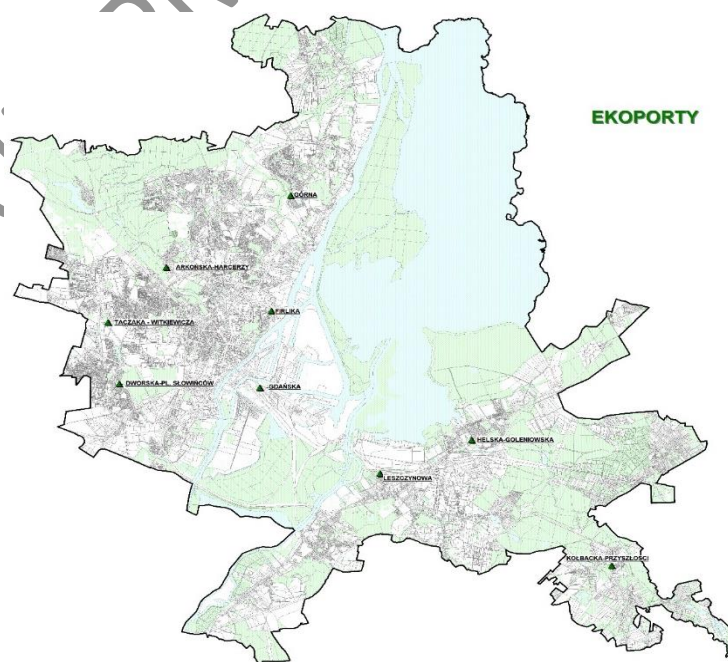 EKOPORTY
GÓRNA
ARKOŃSKA-HARCERZY
FIRLIKA
TACZAKA - WITKIEWICZA
DWORSKA-PL. SŁOWIŃCÓW
GDAŃSKA
HELSKA-GOLENIOWSKA
LESZCZYNOWA
KOŁBACKA-PRZYSZŁOŚCI